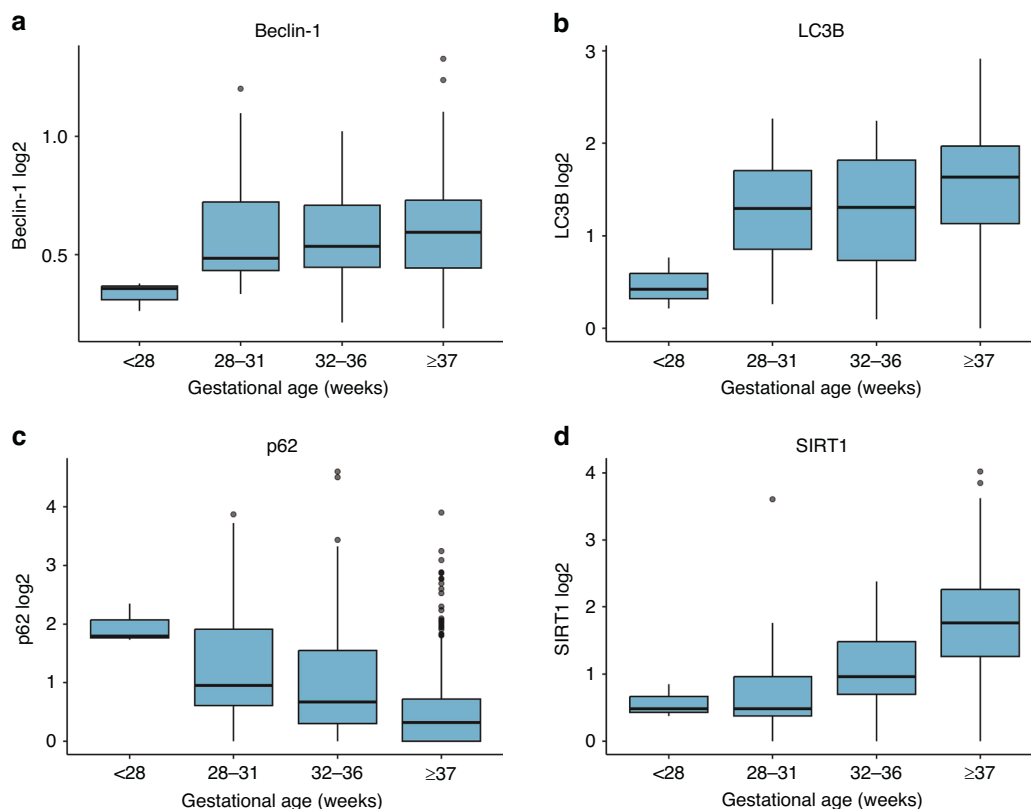 a
Beclin-1
Beclin-1 log2
1.0
0.5
<28
28–31
32–36
≥37
Gestational age (weeks)
b
LC3B
LC3B log2
3
2
1
0
<28
28–31
32–36
≥37
Gestational age (weeks)
c
p62
p62 log2
4
3
2
1
0
<28
28–31
32–36
≥37
Gestational age (weeks)
d
SIRT1
SIRT1 log2
4
3
2
1
0
<28
28–31
32–36
≥37
Gestational age (weeks)